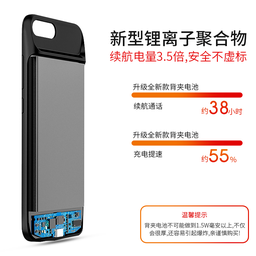 新型锂离子聚合物
续航电量3.5倍,安全不虚标
升级全新款背夹电池
续航通话 约38小时
升级全新款背夹电池
充电提速 约55%
温馨提示
背夹电池不可能做到1.5W毫安以上,不仅
会很厚,还容易引起爆炸,亲谨慎购买!